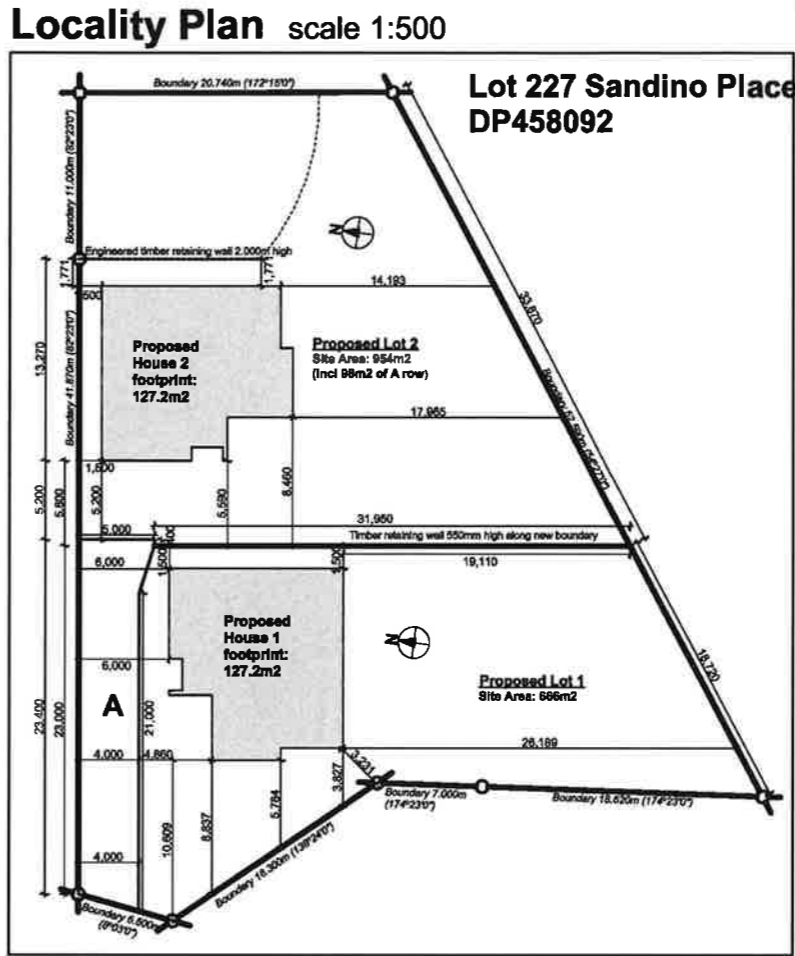 Locality Plan scale 1:500
Lot 227 Sandino Place
DP458092
Boundary 20.740m (172°15'0")
Boundary 11.000m (82°23'0")
N
Engineered timber retaining wall 2.000m high
1,771
1,771
14,193
500
33,870
Proposed
House 2
footprint:
127.2m2
Proposed Lot 2
Site Area: 954m2
(incl 98m2 of A row)
13,270
Boundary 41.870m (82°23'0")
17,965
1,500
5,200
5,800
5,200
5,590
8,460
31,950
5,000
400
Timber retaining wall 550mm high along new boundary
6,000
1,500
1,500
19,110
Proposed
House 1
footprint:
127.2m2
N
6,000
Proposed Lot 1
Site Area: 666m2
18,720
A
23,400
23,000
21,000
26,189
4,000
4,860
3,231
3,827
5,784
8,837
10,609
Boundary 7.000m
(174°23'0")
Boundary 18.620m (174°23'0")
Boundary 16.300m (138°24'0")
4,000
Boundary 6.600m
(8°03'0")